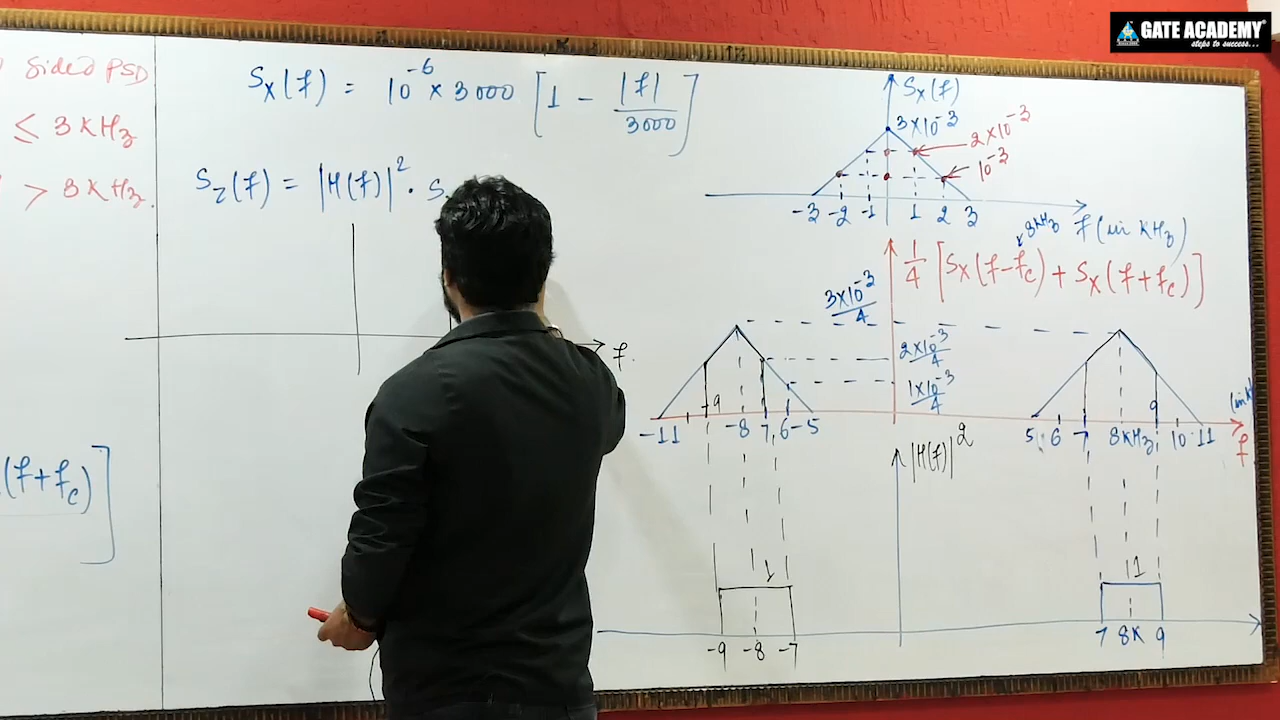 GATE ACADEMY
steps to success...
Sided PSD
≤ 3 KHz
> 3 KHz.
(f+fc)]
Sx(f) = 10^-6 × 3000 [1 - |f|/3000]
Sz(f) = |H(f)|^2 . S
f
Sx(f)
3×10^-3
2×10^-3
10^-3
-3 -2 -1 1 2 3
f (in KHz)
8KHz
1/4 [Sx(f-fc) + Sx(f+fc)]
3×10^-3/4
2×10^-3/4
1×10^-3/4
-9 9
-11 -8 7 6 -5 5 6 7 8KHz 10 11
f
|H(f)|^2
1 1
-9 -8 -7 7 8K 9